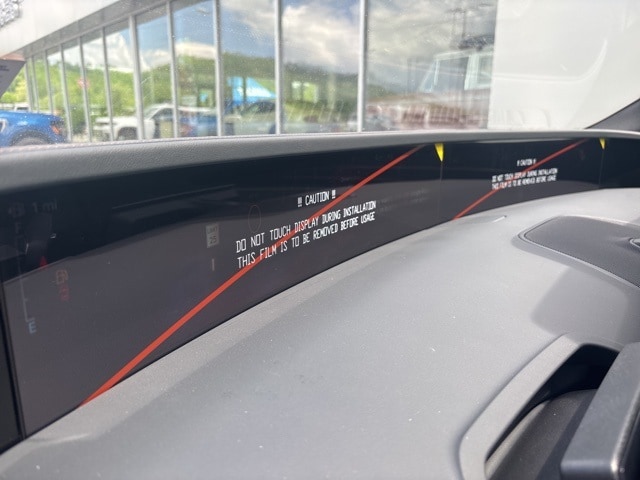 !! CAUTION !!
DO NOT TOUCH DISPLAY DURING INSTALLATION
THIS FILM IS TO BE REMOVED BEFORE USAGE
!! CAUTION !!
DO NOT TOUCH DISPLAY DURING INSTALLATION
THIS FILM IS TO BE REMOVED BEFORE USAGE
E